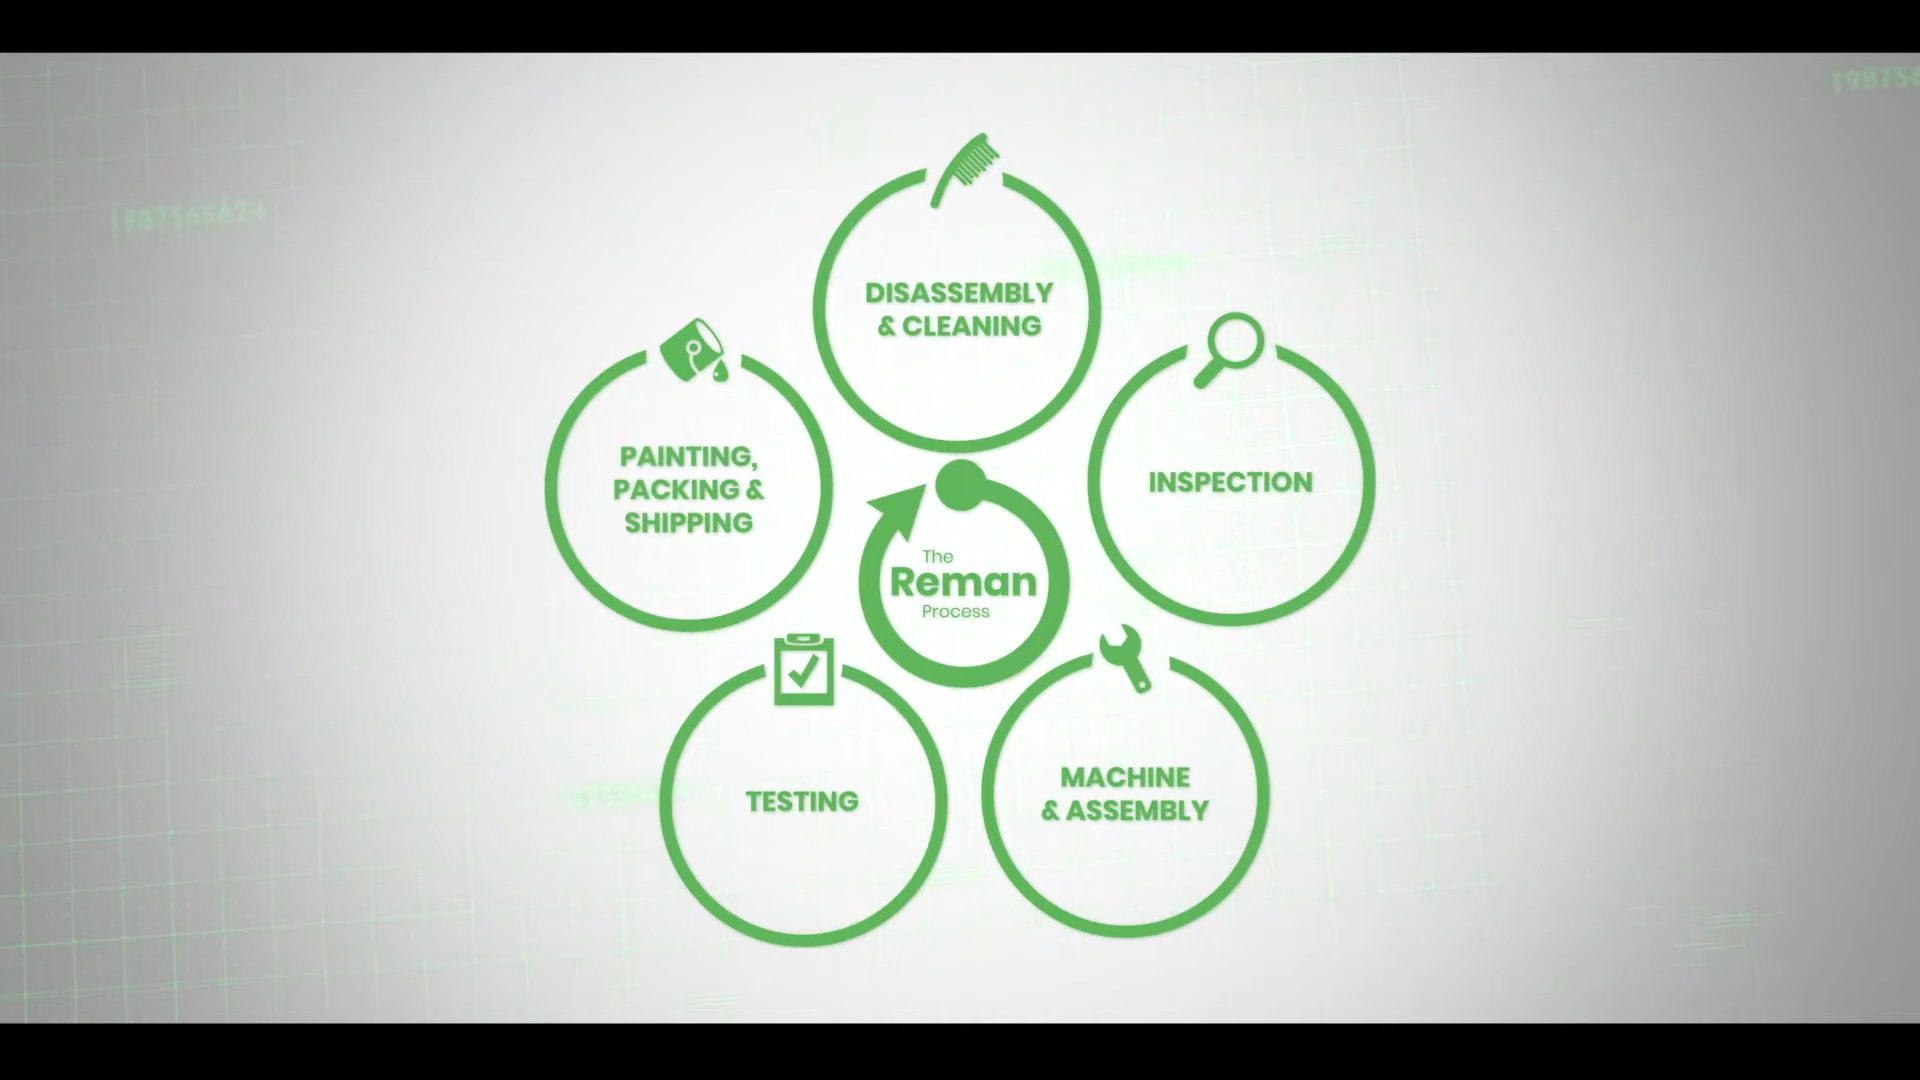 DISASSEMBLY
& CLEANING
INSPECTION
MACHINE
& ASSEMBLY
TESTING
PAINTING,
PACKING &
SHIPPING
The
Reman
Process